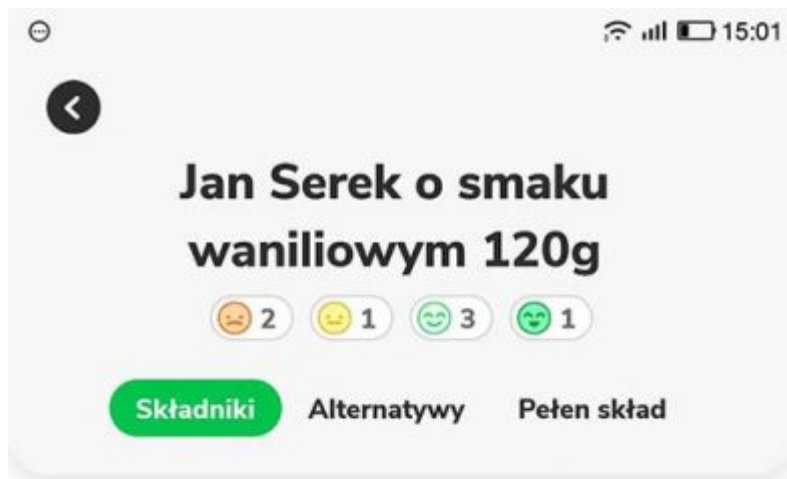 15:01
Jan Serek o smaku
waniliowym 120g
2 1 3 1
Składniki Alternatywy Pełen skład